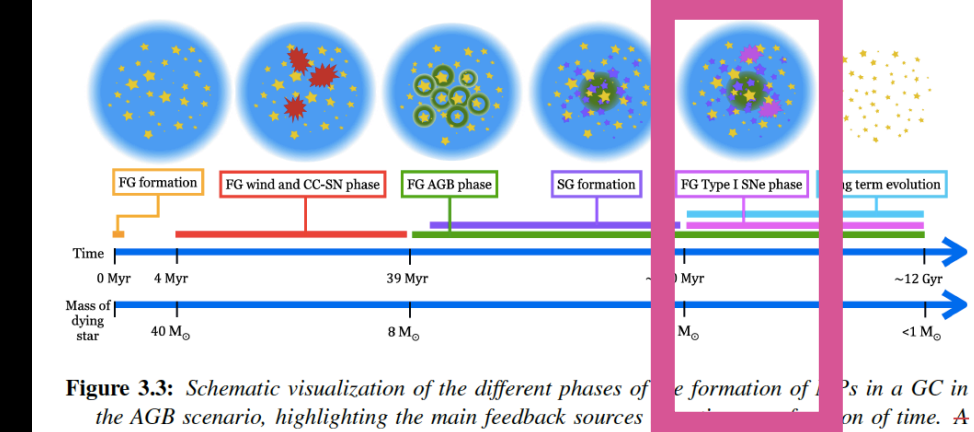 FG formation
FG wind and CC-SN phase
FG AGB phase
SG formation
FG Type I SNe phase
term evolution
Time
0 Myr
4 Myr
39 Myr
0 Myr
~12 Gyr
Mass of
dying
star
40 M☉
8 M☉
M☉
<1 M☉
Figure 3.3: Schematic visualization of the different phases of formation of in a GC in
the AGB scenario, highlighting the main feedback sources of time. A